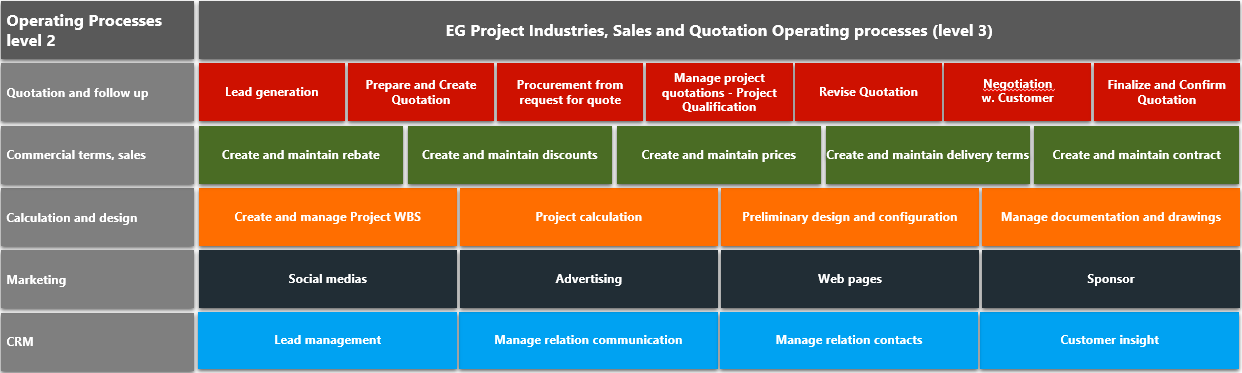 Operating Processes
level 2
EG Project Industries, Sales and Quotation Operating processes (level 3)
Quotation and follow up
Lead generation
Prepare and Create
Quotation
Procurement from
request for quote
Manage project
quotations - Project
Qualification
Revise Quotation
Negotiation
w. Customer
Finalize and Confirm
Quotation
Commercial terms, sales
Create and maintain rebate
Create and maintain discounts
Create and maintain prices
Create and maintain delivery terms
Create and maintain contract
Calculation and design
Create and manage Project WBS
Project calculation
Preliminary design and configuration
Manage documentation and drawings
Marketing
Social medias
Advertising
Web pages
Sponsor
CRM
Lead management
Manage relation communication
Manage relation contacts
Customer insight